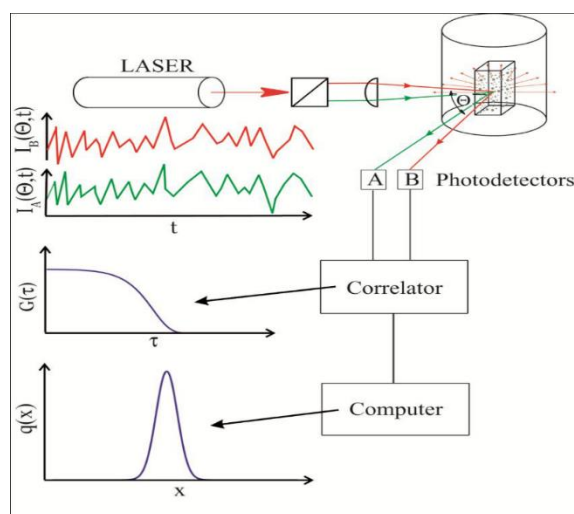 LASER
Θ
I_B(Θ,t)
I_A(Θ,t)
t
A B Photodetectors
G(τ)
τ
Correlator
q(x)
x
Computer